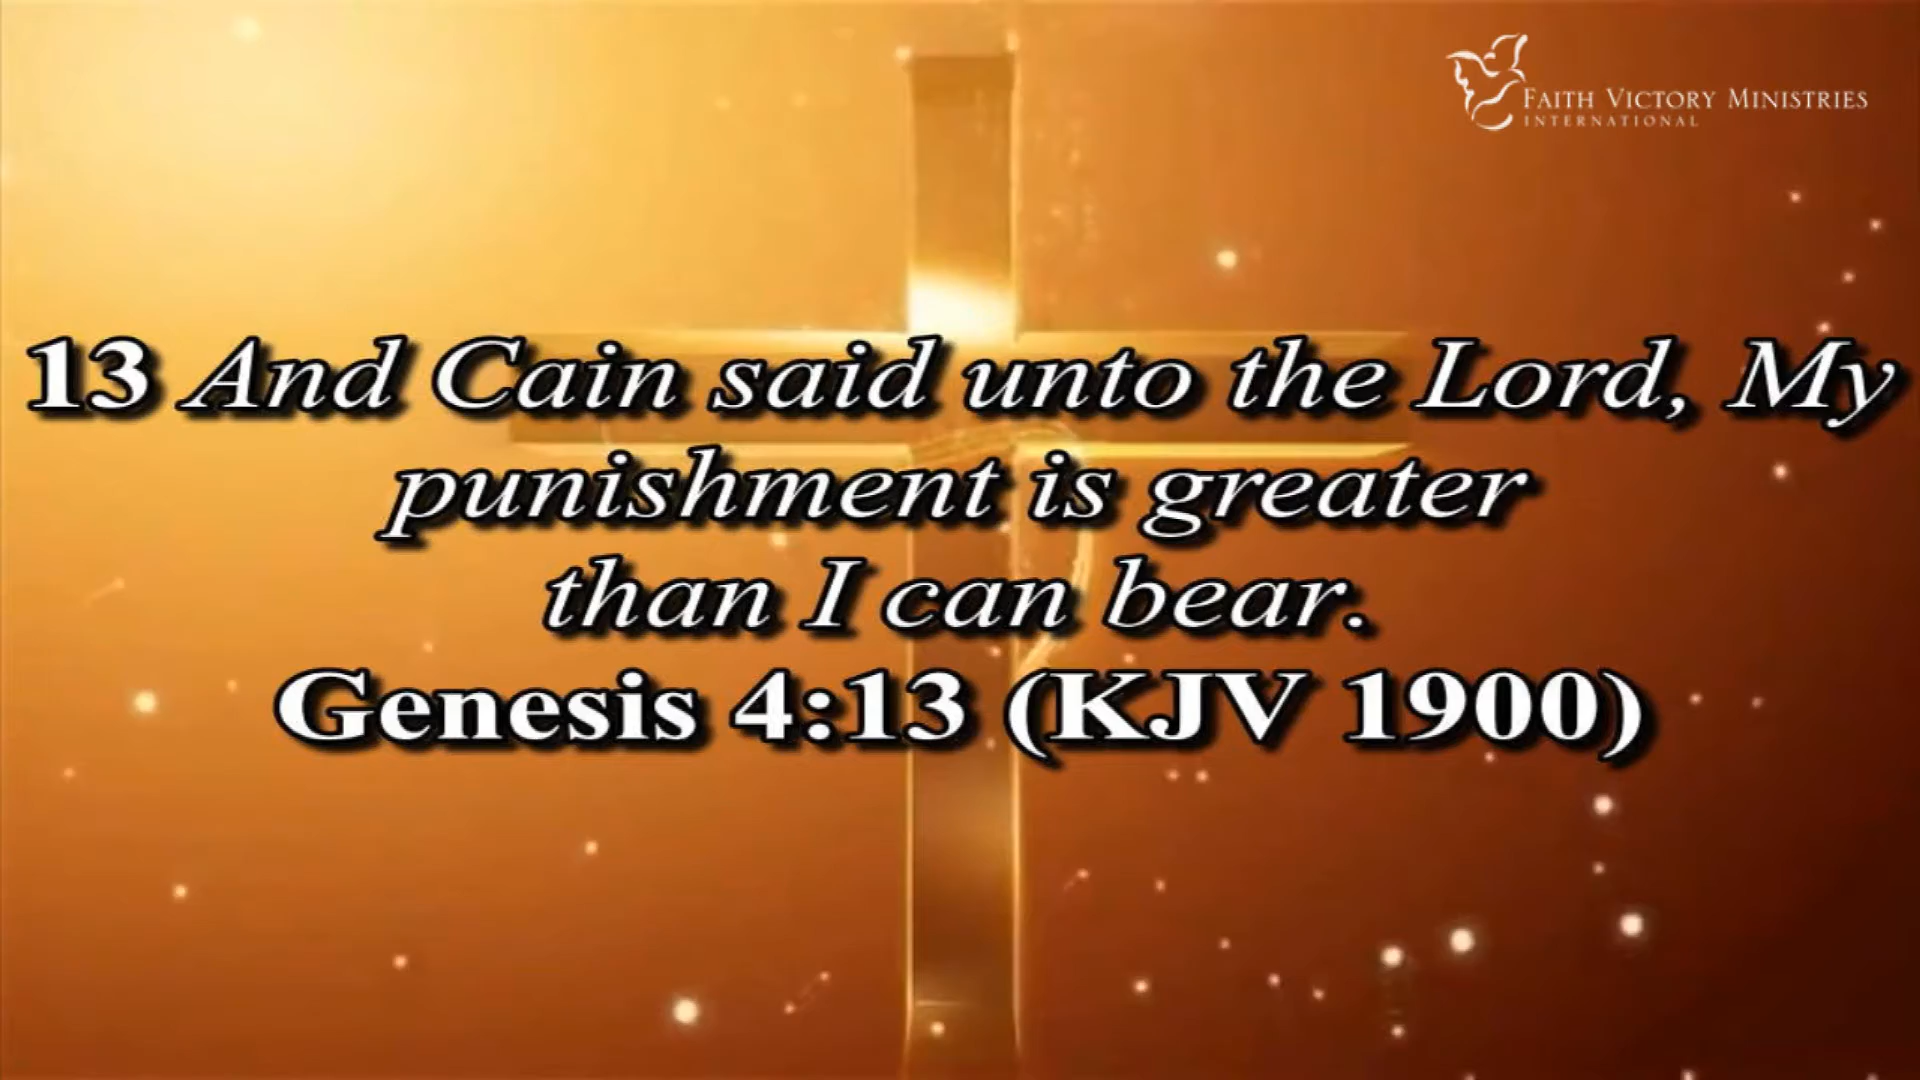 FAITH VICTORY MINISTRIES
INTERNATIONAL
13 And Cain said unto the Lord, My
punishment is greater
than I can bear.
Genesis 4:13 (KJV 1900)